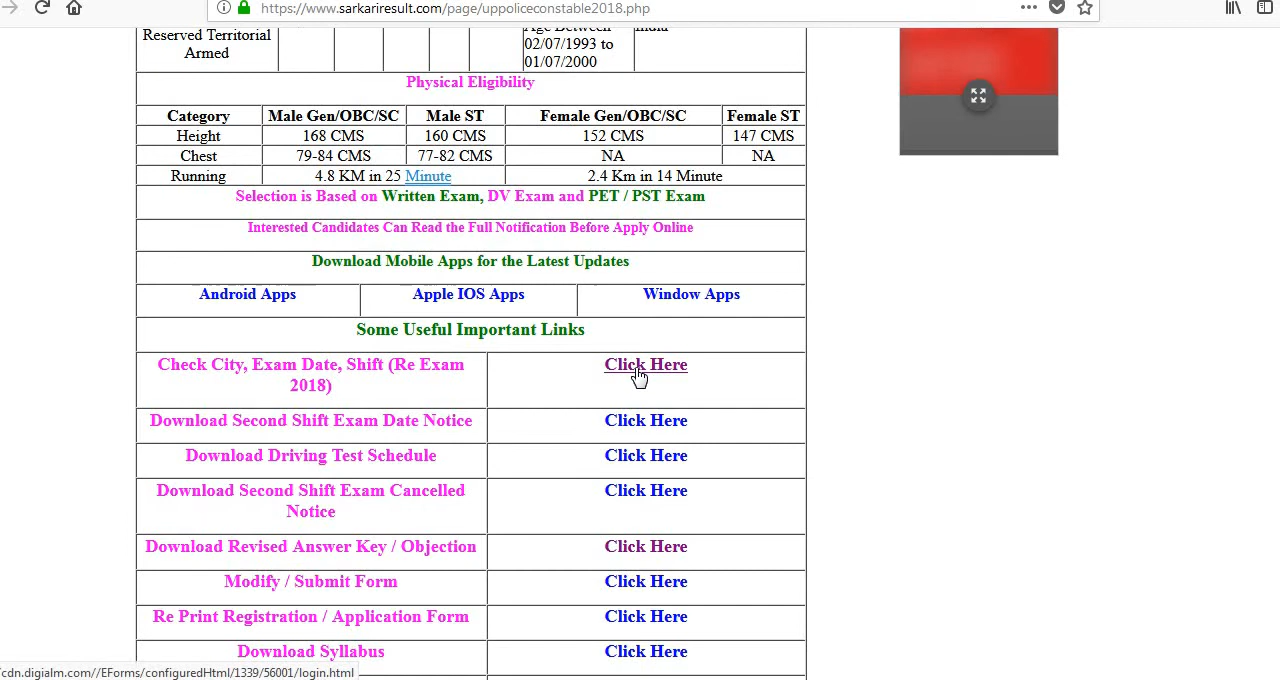 https://www.sarkariresult.com/page/uppoliceconstable2018.php
Reserved Territorial
Armed
Age Between
02/07/1993 to
01/07/2000
India
Physical Eligibility
Category Male Gen/OBC/SC Male ST Female Gen/OBC/SC Female ST
Height 168 CMS 160 CMS 152 CMS 147 CMS
Chest 79-84 CMS 77-82 CMS NA NA
Running 4.8 KM in 25 Minute 2.4 Km in 14 Minute
Selection is Based on Written Exam, DV Exam and PET / PST Exam
Interested Candidates Can Read the Full Notification Before Apply Online
Download Mobile Apps for the Latest Updates
Android Apps Apple IOS Apps Window Apps
Some Useful Important Links
Check City, Exam Date, Shift (Re Exam
2018)
Click Here
Download Second Shift Exam Date Notice Click Here
Download Driving Test Schedule Click Here
Download Second Shift Exam Cancelled
Notice
Click Here
Download Revised Answer Key / Objection Click Here
Modify / Submit Form Click Here
Re Print Registration / Application Form Click Here
Download Syllabus Click Here
/cdn.digialm.com//EForms/configuredHtml/1339/56001/login.html